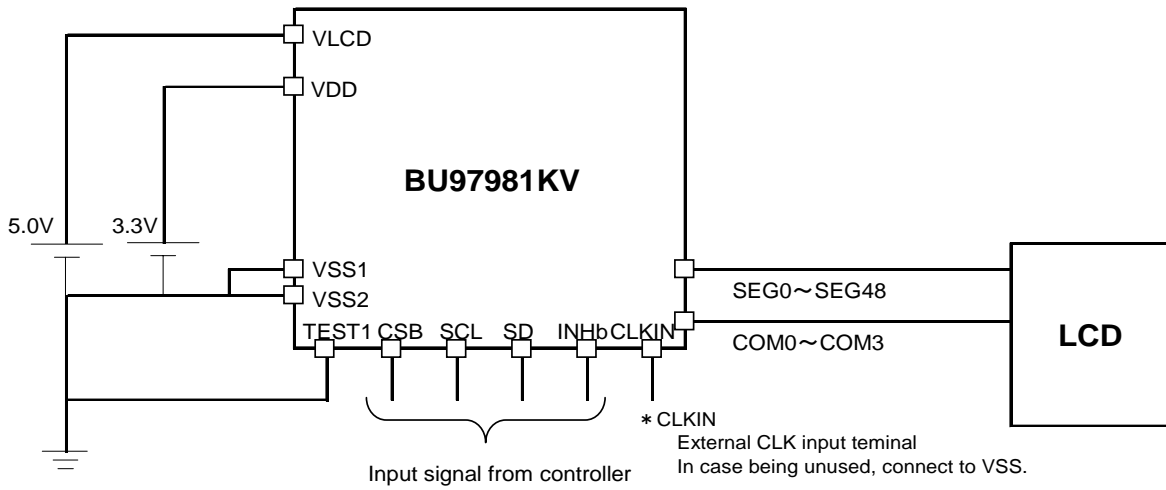 VLCD
VDD
BU97981KV
5.0V
3.3V
VSS1
VSS2
TEST1 CSB SCL SD INHb CLKIN
SEG0～SEG48
COM0～COM3
LCD
＊CLKIN
External CLK input teminal
In case being unused, connect to VSS.
Input signal from controller